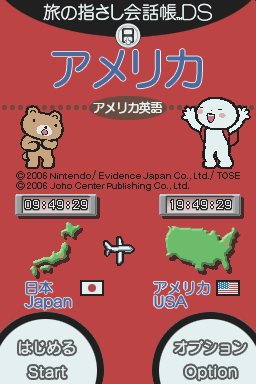 旅の指さし会話帳™DS
アメリカ
アメリカ英語
©2006 Nintendo/ Evidence Japan Co., Ltd./ TOSE
©2006 Joho Center Publishing Co., Ltd.
09:49:29
19:49:29
日本
Japan
アメリカ
USA
はじめる
Start
オプション
Option